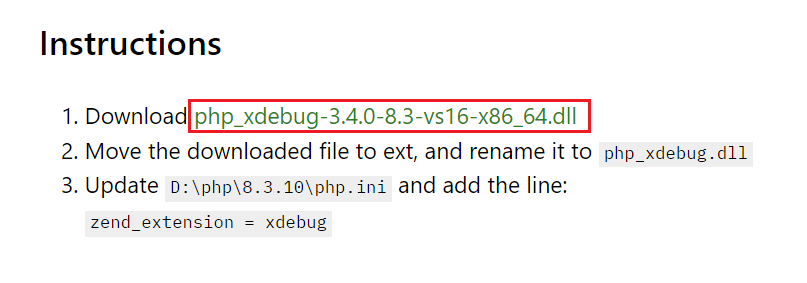 Instructions
1. Download php_xdebug-3.4.0-8.3-vs16-x86_64.dll
2. Move the downloaded file to ext, and rename it to php_xdebug.dll
3. Update D:\php\8.3.10\php.ini and add the line:
zend_extension = xdebug